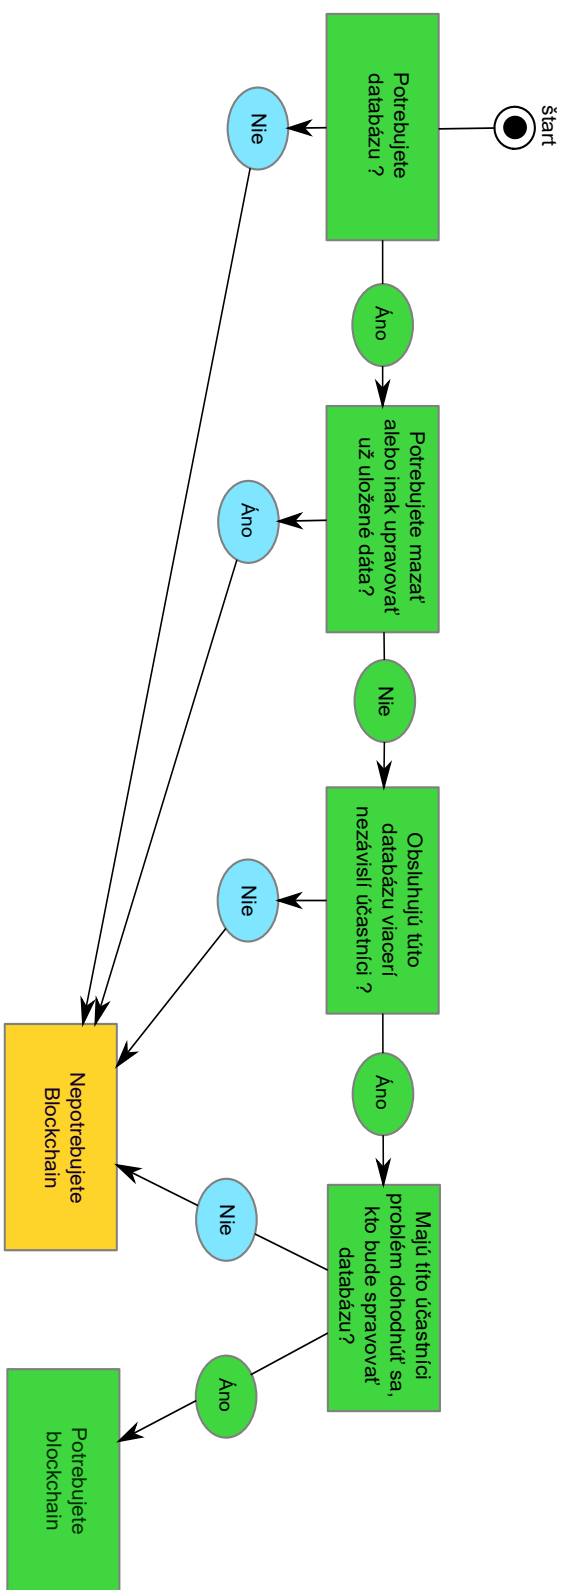 štart
Potrebujete
databázu ?
Áno
Potrebujete mazať
alebo inak upravovať
už uložené dáta?
Nie
Obsluhujú túto
databázu viacerí
nezávislí účastníci ?
Áno
Majú títo účastníci
problém dohodnúť sa,
kto bude spravovať
databázu?
Nie
Áno
Nie
Nie
Áno
Nepotrebujete
Blockchain
Potrebujete
blockchain